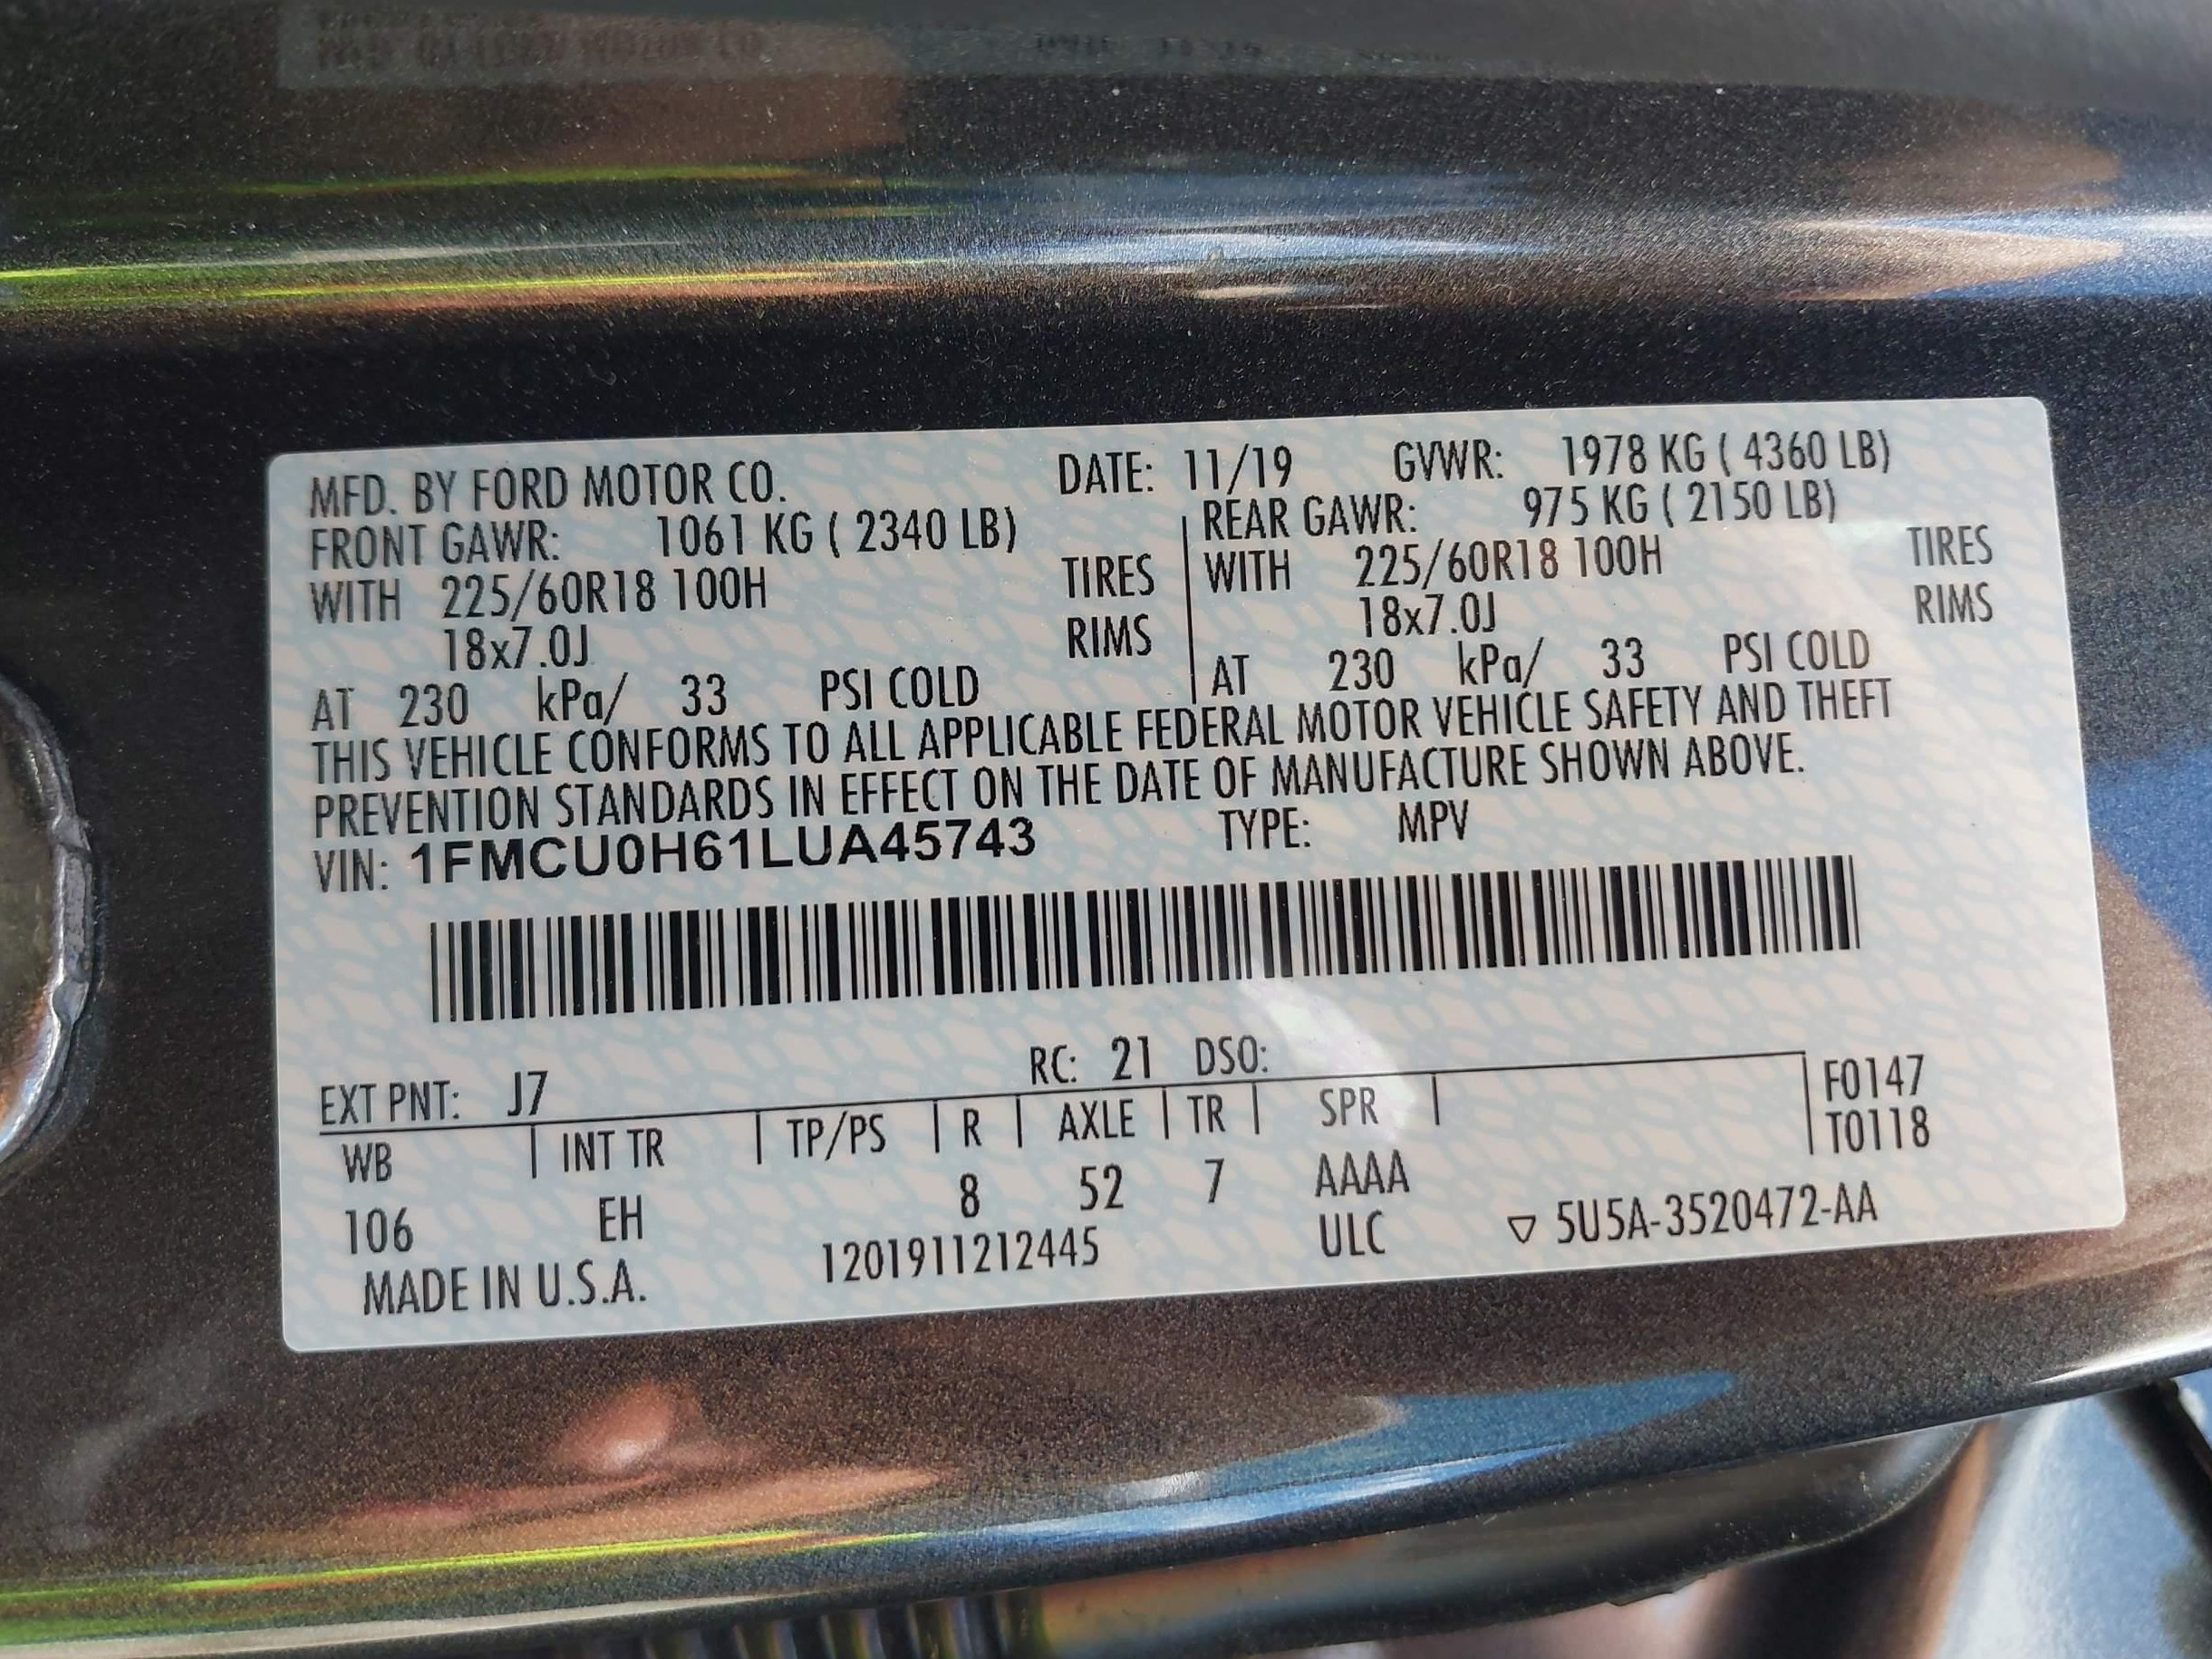 MFD. BY FORD MOTOR CO. DATE: 11/19 GVWR: 1978 KG ( 4360 LB)
FRONT GAWR: 1061 KG ( 2340 LB) REAR GAWR: 975 KG ( 2150 LB)
WITH 225/60R18 100H TIRES WITH 225/60R18 100H TIRES
18x7.0J RIMS 18x7.0J RIMS
AT 230 kPa/ 33 PSI COLD AT 230 kPa/ 33 PSI COLD
THIS VEHICLE CONFORMS TO ALL APPLICABLE FEDERAL MOTOR VEHICLE SAFETY AND THEFT
PREVENTION STANDARDS IN EFFECT ON THE DATE OF MANUFACTURE SHOWN ABOVE.
VIN: 1FMCU0H61LUA45743 TYPE: MPV
EXT PNT: J7 RC: 21 DSO:
WB INT TR TP/PS R AXLE TR SPR F0147
T0118
106 EH 8 52 7 AAAA
MADE IN U.S.A. 1201911212445 ULC ▽ 5U5A-3520472-AA